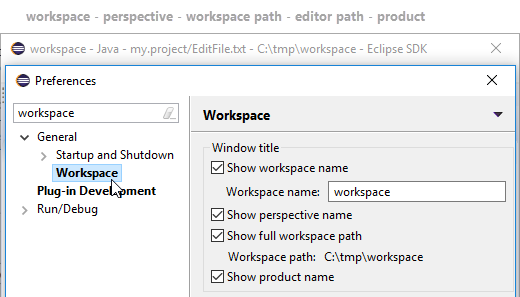 workspace - perspective - workspace path - editor path - product
workspace - Java - my.project/EditFile.txt - C:\tmp\workspace - Eclipse SDK
Preferences
workspace
General
Startup and Shutdown
Workspace
Plug-in Development
Run/Debug
Workspace
Window title
Show workspace name
Workspace name: workspace
Show perspective name
Show full workspace path
Workspace path: C:\tmp\workspace
Show product name